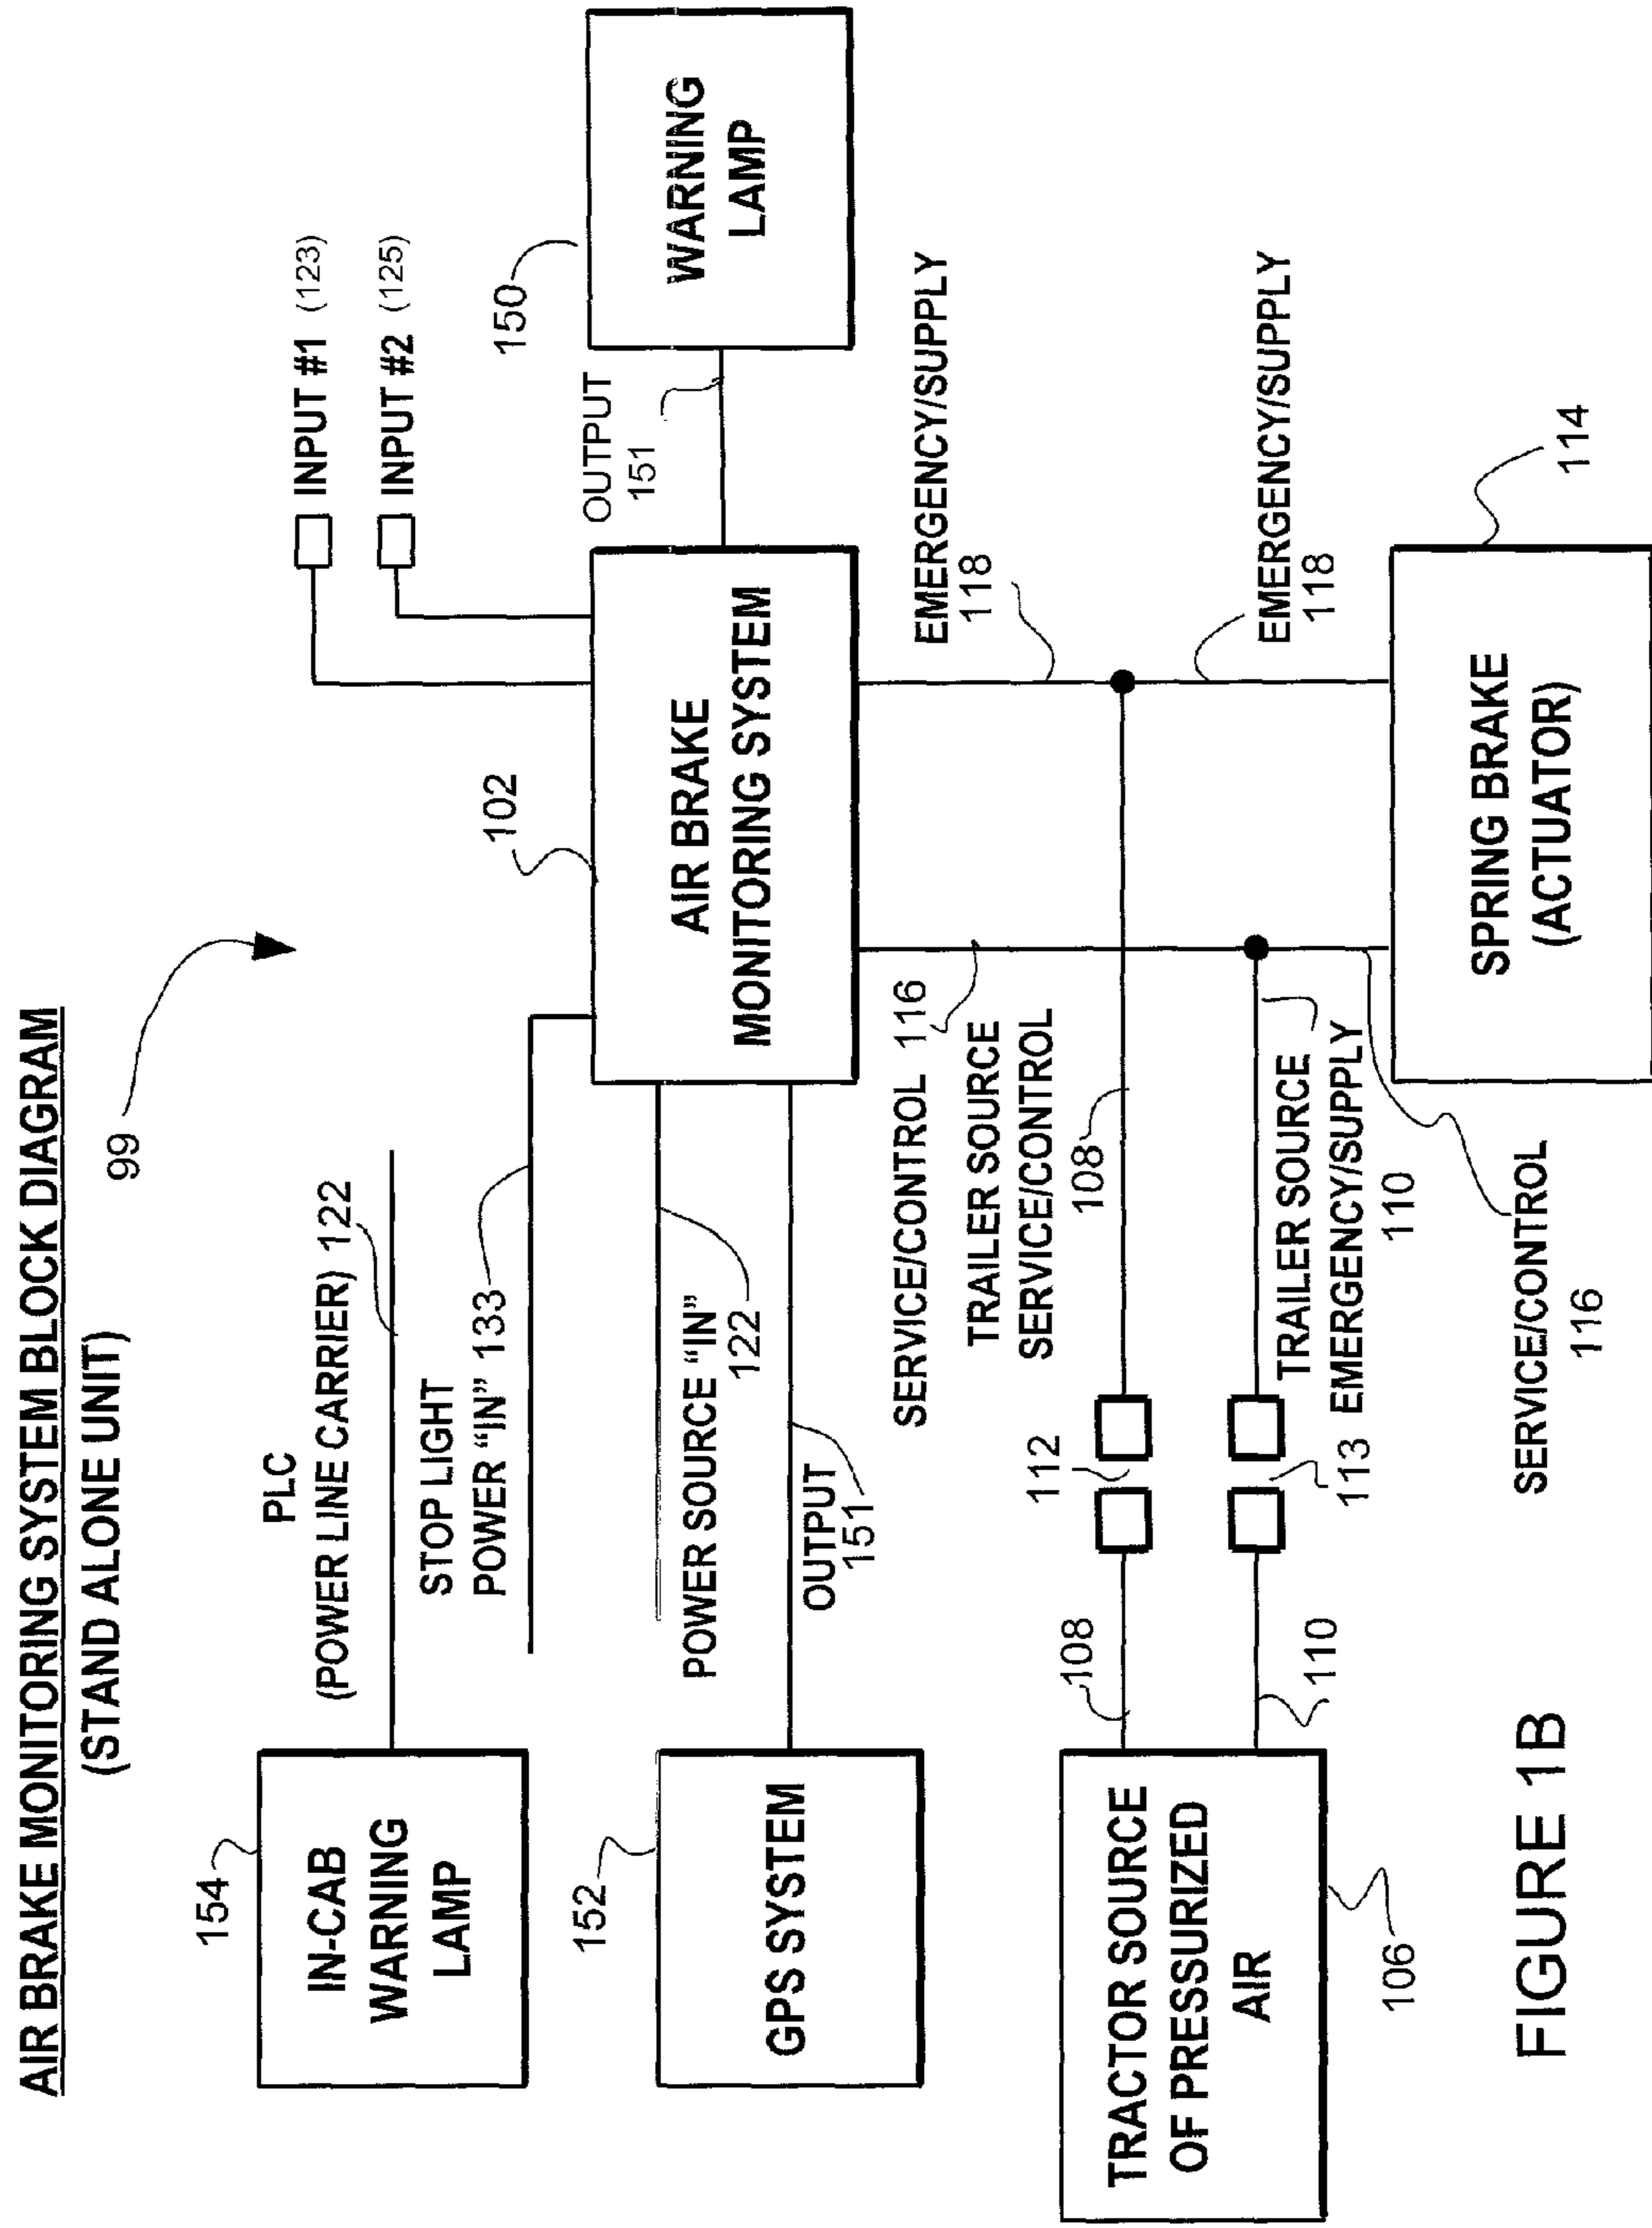 AIR BRAKE MONITORING SYSTEM BLOCK DIAGRAM
(STAND ALONE UNIT)
99
154
IN-CAB
WARNING
LAMP
PLC
(POWER LINE CARRIER) 122
STOP LIGHT
POWER “IN” 133
INPUT #1 (123)
INPUT #2 (125)
102
AIR BRAKE
MONITORING SYSTEM
150
WARNING
LAMP
OUTPUT
151
152
GPS SYSTEM
POWER SOURCE “IN”
122
OUTPUT
151
SERVICE/CONTROL 116
TRAILER SOURCE
SERVICE/CONTROL
EMERGENCY/SUPPLY
118
TRACTOR SOURCE
OF PRESSURIZED
AIR
106
108
112
108
110
113
TRAILER SOURCE
EMERGENCY/SUPPLY
110
EMERGENCY/SUPPLY
118
SPRING BRAKE
(ACTUATOR)
114
SERVICE/CONTROL
116
FIGURE 1B